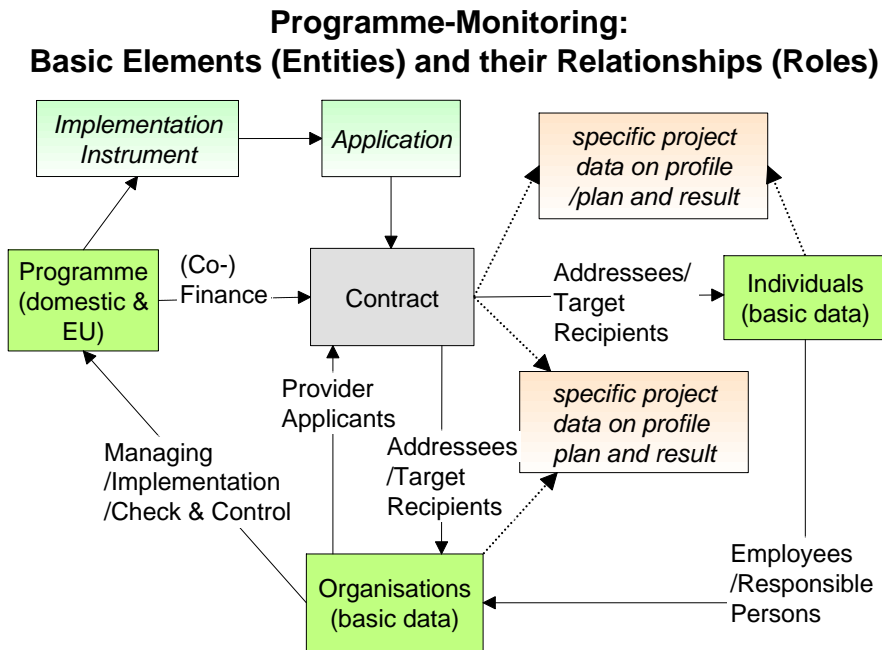 Programme-Monitoring:
Basic Elements (Entities) and their Relationships (Roles)
Implementation
Instrument
Application
specific project
data on profile
/plan and result
Programme
(domestic &
EU)
(Co-)
Finance
Contract
Addressees/
Target
Recipients
Individuals
(basic data)
Provider
Applicants
specific project
data on profile
plan and result
Managing
/Implementation
/Check & Control
Addressees
/Target
Recipients
Organisations
(basic data)
Employees
/Responsible
Persons